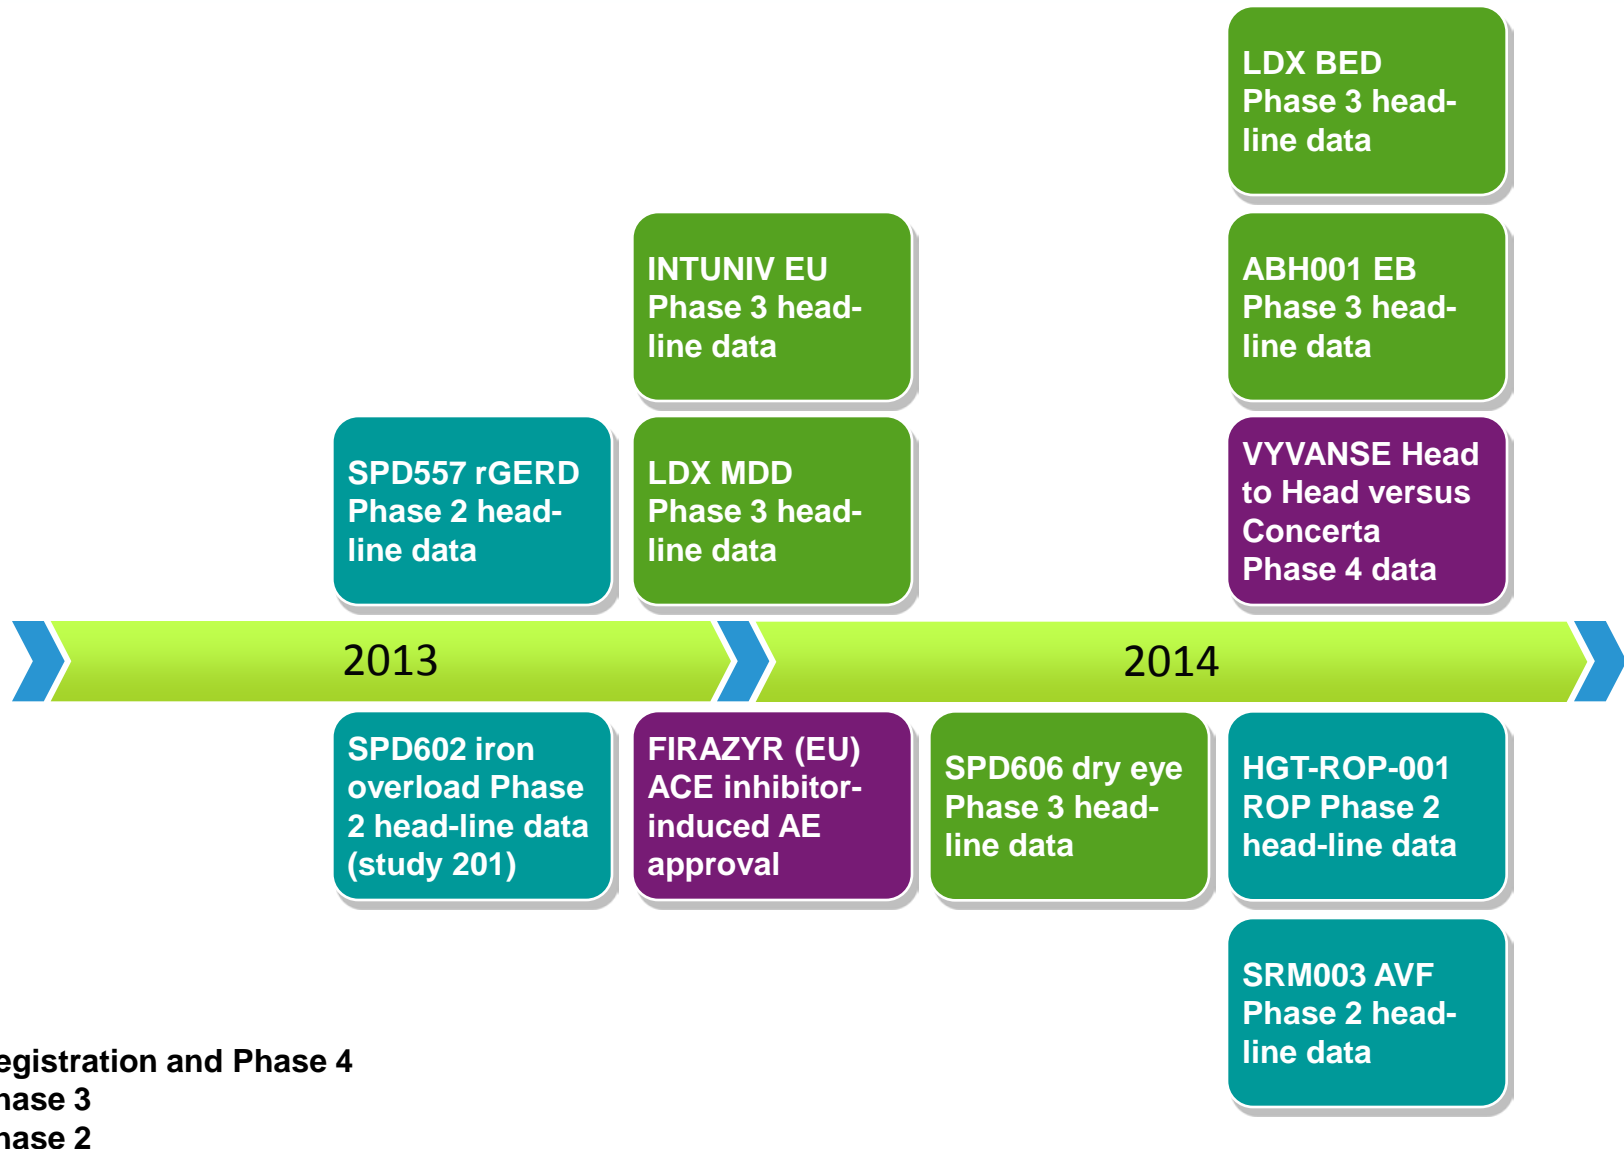 LDX BED
Phase 3 head-
line data
INTUNIV EU
Phase 3 head-
line data
ABH001 EB
Phase 3 head-
line data
SPD557 rGERD
Phase 2 head-
line data
LDX MDD
Phase 3 head-
line data
VYVANSE Head
to Head versus
Concerta
Phase 4 data
2013
2014
SPD602 iron
overload Phase
2 head-line data
(study 201)
FIRAZYR (EU)
ACE inhibitor-
induced AE
approval
SPD606 dry eye
Phase 3 head-
line data
HGT-ROP-001
ROP Phase 2
head-line data
SRM003 AVF
Phase 2 head-
line data
egistration and Phase 4
hase 3
hase 2